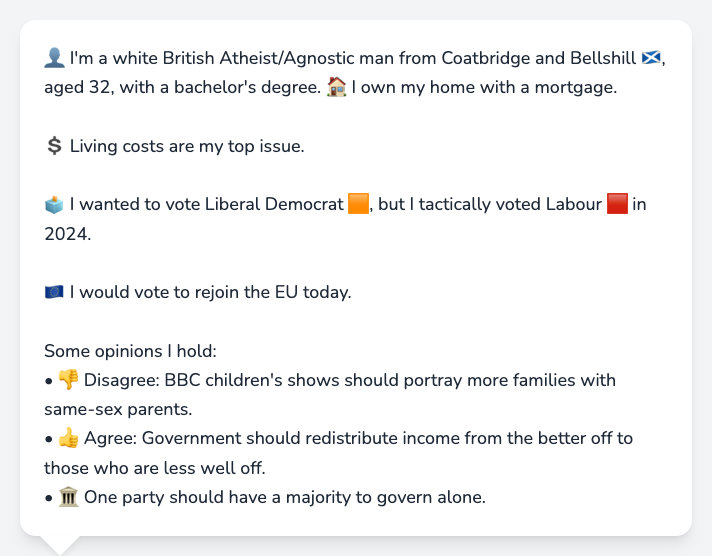 👤 I'm a white British Atheist/Agnostic man from Coatbridge and Bellshill 🏴󠁧󠁢󠁳󠁣󠁴󠁿,
aged 32, with a bachelor's degree. 🏠 I own my home with a mortgage.
💲 Living costs are my top issue.
🗳️ I wanted to vote Liberal Democrat 🟧, but I tactically voted Labour 🟥 in
2024.
🇪🇺 I would vote to rejoin the EU today.
Some opinions I hold:
• 👎 Disagree: BBC children's shows should portray more families with
same-sex parents.
• 👍 Agree: Government should redistribute income from the better off to
those who are less well off.
• 🏛️ One party should have a majority to govern alone.